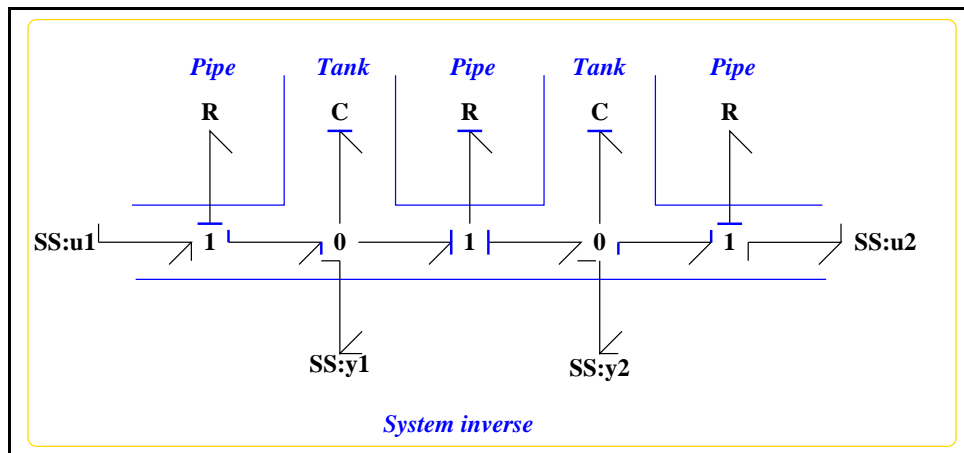 Pipe Tank Pipe Tank Pipe
R C R C R
SS:u1 1 0 1 0 1 SS:u2
SS:y1 SS:y2
System inverse